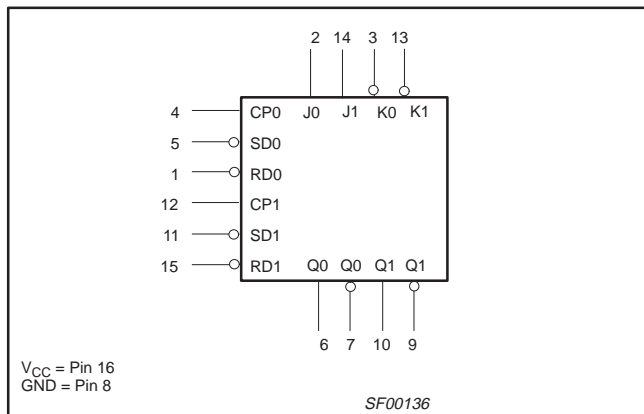 2 14 3 13
4 CP0 J0 J1 K0 K1
5 SD0
1 RD0
12 CP1
11 SD1
15 RD1 Q0 Q0 Q1 Q1
6 7 10 9
VCC = Pin 16
GND = Pin 8
SF00136